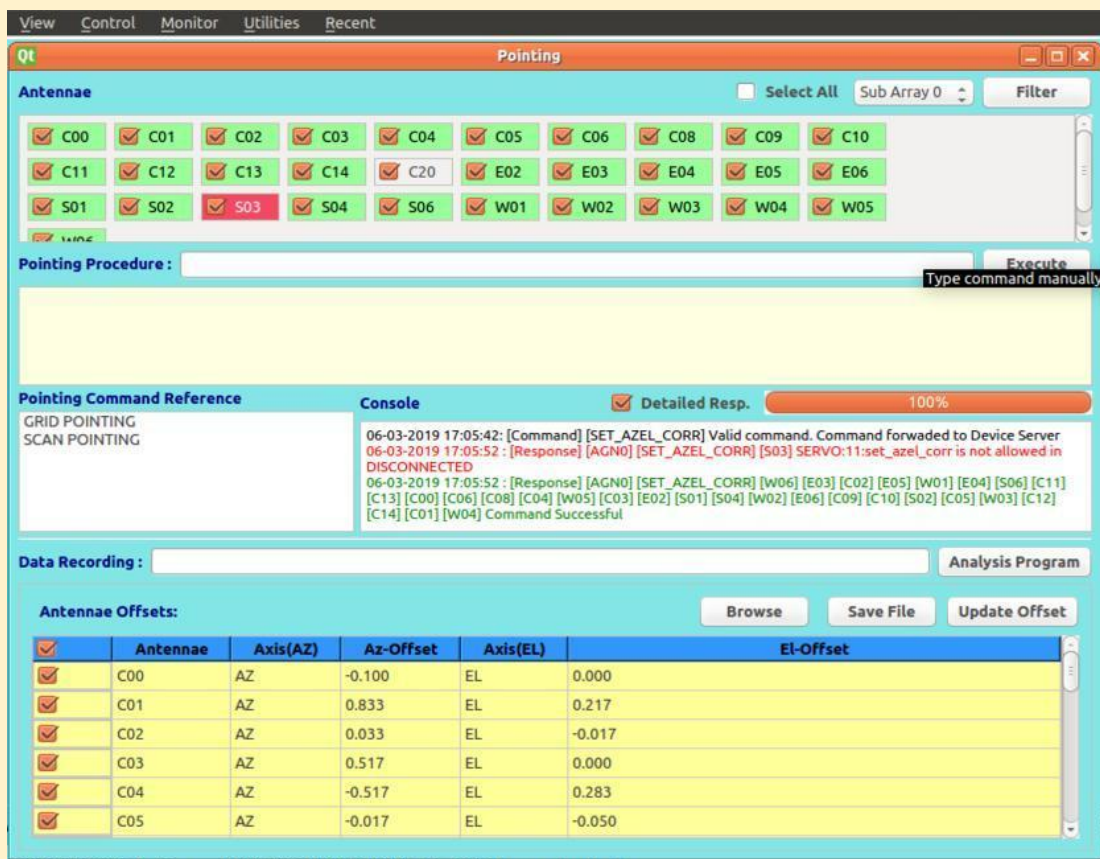 View Control Monitor Utilities Recent
Qt Pointing
Antennae Select All Sub Array 0 Filter
C00 C01 C02 C03 C04 C05 C06 C08 C09 C10
C11 C12 C13 C14 C20 E02 E03 E04 E05 E06
S01 S02 S03 S04 S06 W01 W02 W03 W04 W05
W06
Pointing Procedure : Execute
Type command manually
Pointing Command Reference Console Detailed Resp. 100%
GRID POINTING
SCAN POINTING
06-03-2019 17:05:42: [Command] [SET_AZEL_CORR] Valid command. Command forwaded to Device Server
06-03-2019 17:05:52 : [Response] [AGN0] [SET_AZEL_CORR] [S03] SERVO:11:set_azel_corr is not allowed in
DISCONNECTED
06-03-2019 17:05:52 : [Response] [AGN0] [SET_AZEL_CORR] [W06] [E03] [C02] [E05] [W01] [E04] [S06] [C11]
[C13] [C00] [C06] [C08] [C04] [W05] [C03] [E02] [S01] [S04] [W02] [E06] [C09] [C10] [S02] [C05] [W03] [C12]
[C14] [C01] [W04] Command Successful
Data Recording : Analysis Program
Antennae Offsets: Browse Save File Update Offset
Antennae Axis(AZ) Az-Offset Axis(EL) El-Offset
C00 AZ -0.100 EL 0.000
C01 AZ 0.833 EL 0.217
C02 AZ 0.033 EL -0.017
C03 AZ 0.517 EL 0.000
C04 AZ -0.517 EL 0.283
C05 AZ -0.017 EL -0.050